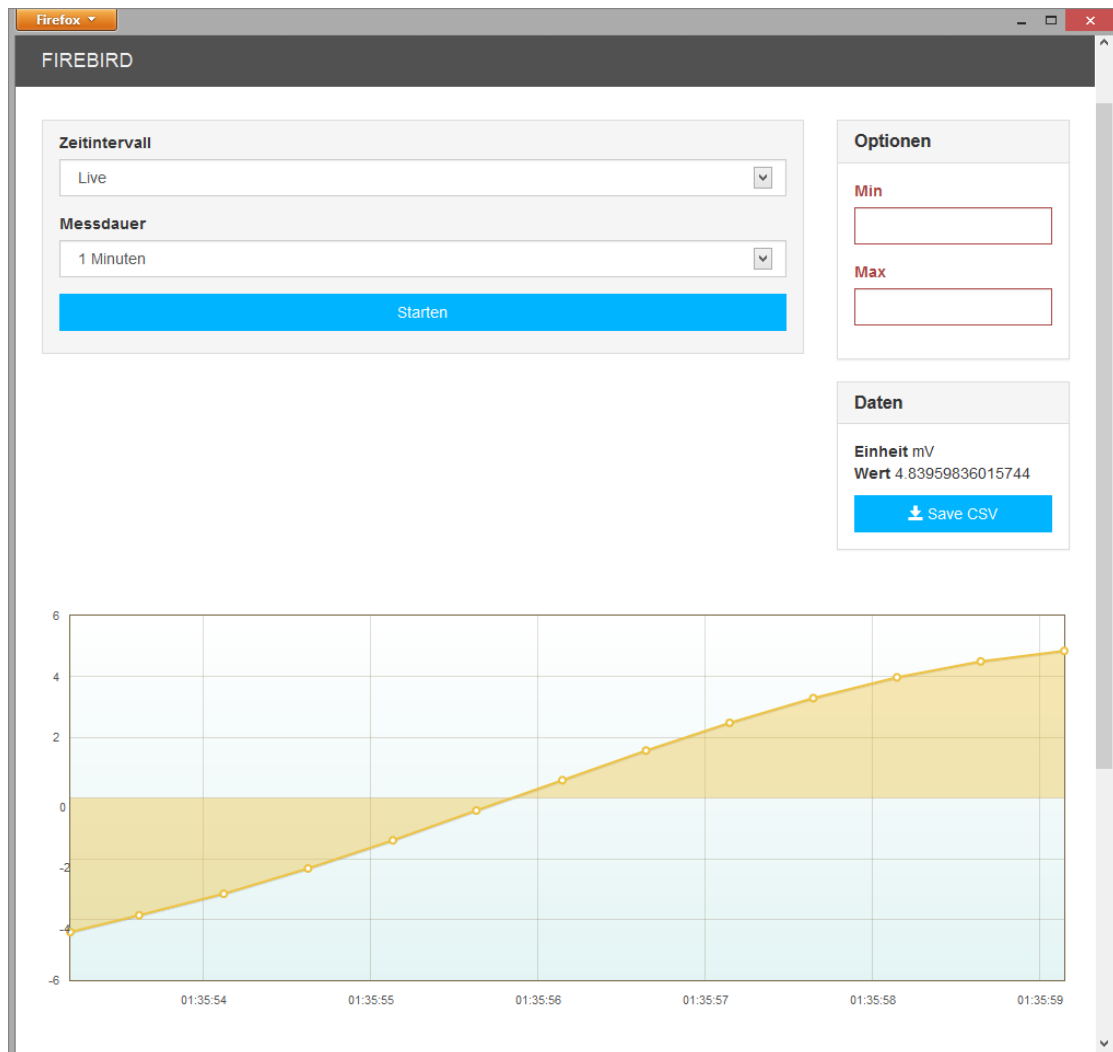 Firefox
FIREBIRD
Zeitintervall
Live
Messdauer
1 Minuten
Starten
Optionen
Min
Max
Daten
Einheit mV
Wert 4.83959836015744
Save CSV
6
4
2
0
-2
-4
-6
01:35:54 01:35:55 01:35:56 01:35:57 01:35:58 01:35:59